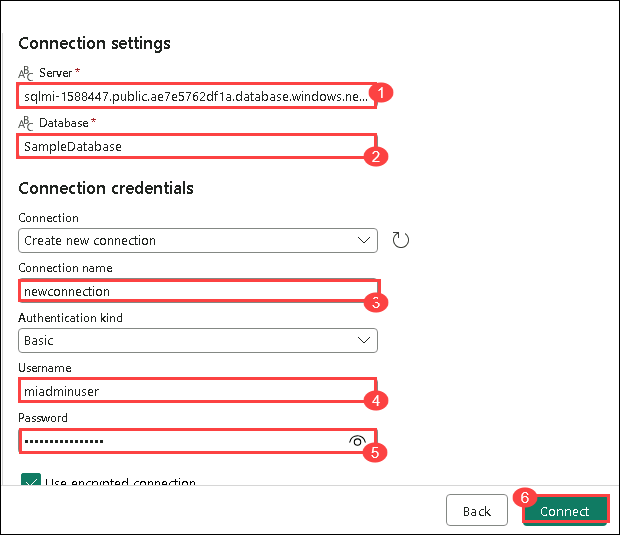 Connection settings
ABC Server *
sqlmi-1588447.public.ae7e5762df1a.database.windows.ne... 1
ABC Database *
SampleDatabase 2
Connection credentials
Connection
Create new connection
Connection name
newconnection 3
Authentication kind
Basic
Username
miadminuser 4
Password
•••••••••••••••• 5
Use encrypted connection
6
Back Connect